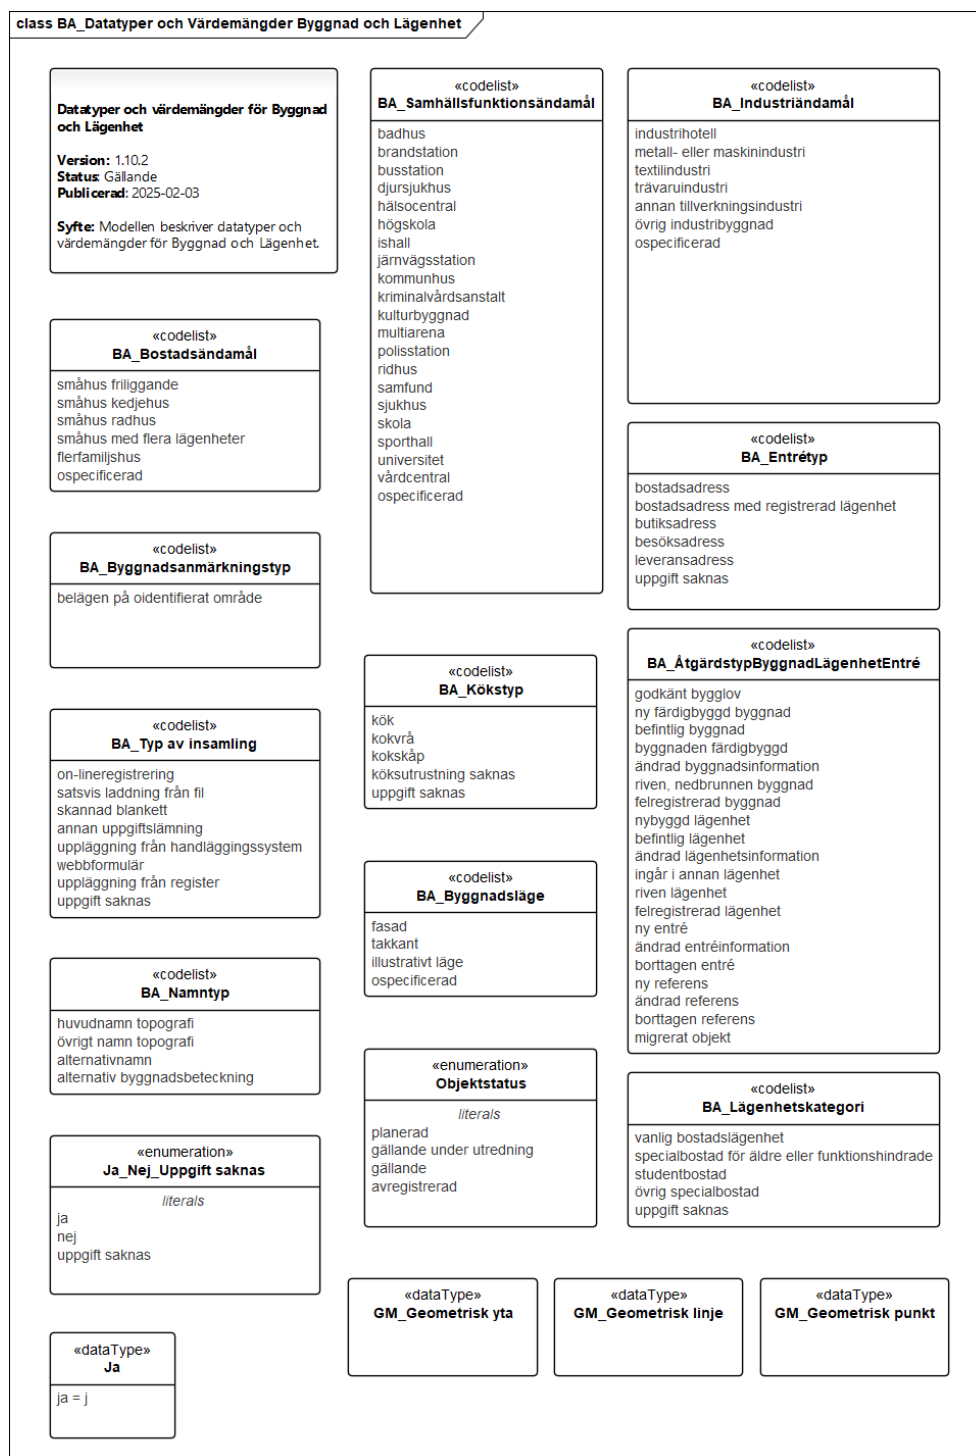 class BA_Datatyper och Värdemängder Byggnad och Lägenhet
Datatyper och värdemängder för Byggnad
och Lägenhet
Version: 1.10.2
Status: Gällande
Publicerad: 2025-02-03
Syfte: Modellen beskriver datatyper och
värdemängder för Byggnad och Lägenhet.
«codelist»
BA_Bostadsändamål
småhus friliggande
småhus kedjehus
småhus radhus
småhus med flera lägenheter
flerfamiljshus
ospecificerad
«codelist»
BA_Byggnadsanmärkningstyp
belägen på oidentifierat område
«codelist»
BA_Typ av insamling
on-lineregistrering
satsvis laddning från fil
skannad blankett
annan uppgiftslämning
uppläggning från handläggingssystem
webbformulär
uppläggning från register
uppgift saknas
«codelist»
BA_Namntyp
huvudnamn topografi
övrigt namn topografi
alternativnamn
alternativ byggnadsbeteckning
«enumeration»
Ja_Nej_Uppgift saknas
literals
ja
nej
uppgift saknas
«dataType»
Ja
ja = j
«codelist»
BA_Samhällsfunktionsändamål
badhus
brandstation
busstation
djursjukhus
hälsocentral
högskola
ishall
järnvägsstation
kommunhus
kriminalvårdsanstalt
kulturbyggnad
multiarena
polisstation
ridhus
samfund
sjukhus
skola
sporthall
universitet
vårdcentral
ospecificerad
«codelist»
BA_Kökstyp
kök
kokvrå
kokskåp
köksutrustning saknas
uppgift saknas
«codelist»
BA_Byggnadsläge
fasad
takkant
illustrativt läge
ospecificerad
«enumeration»
Objektstatus
literals
planerad
gällande under utredning
gällande
avregistrerad
«codelist»
BA_Industriändamål
industrihotell
metall- eller maskinindustri
textilindustri
trävaruindustri
annan tillverkningsindustri
övrig industribyggnad
ospecificerad
«codelist»
BA_Entrétyp
bostadsadress
bostadsadress med registrerad lägenhet
butiksadress
besöksadress
leveransadress
uppgift saknas
«codelist»
BA_ÅtgärdstypByggnadLägenhetEntré
godkänt bygglov
ny färdigbyggd byggnad
befintlig byggnad
byggnaden färdigbyggd
ändrad byggnadsinformation
riven, nedbrunnen byggnad
felregistrerad byggnad
nybyggd lägenhet
befintlig lägenhet
ändrad lägenhetsinformation
ingår i annan lägenhet
riven lägenhet
felregistrerad lägenhet
ny entré
ändrad entréinformation
borttagen entré
ny referens
ändrad referens
borttagen referens
migrerat objekt
«codelist»
BA_Lägenhetskategori
vanlig bostadslägenhet
specialbostad för äldre eller funktionshindrade
studentbostad
övrig specialbostad
uppgift saknas
«dataType»
GM_Geometrisk yta
«dataType»
GM_Geometrisk linje
«dataType»
GM_Geometrisk punkt